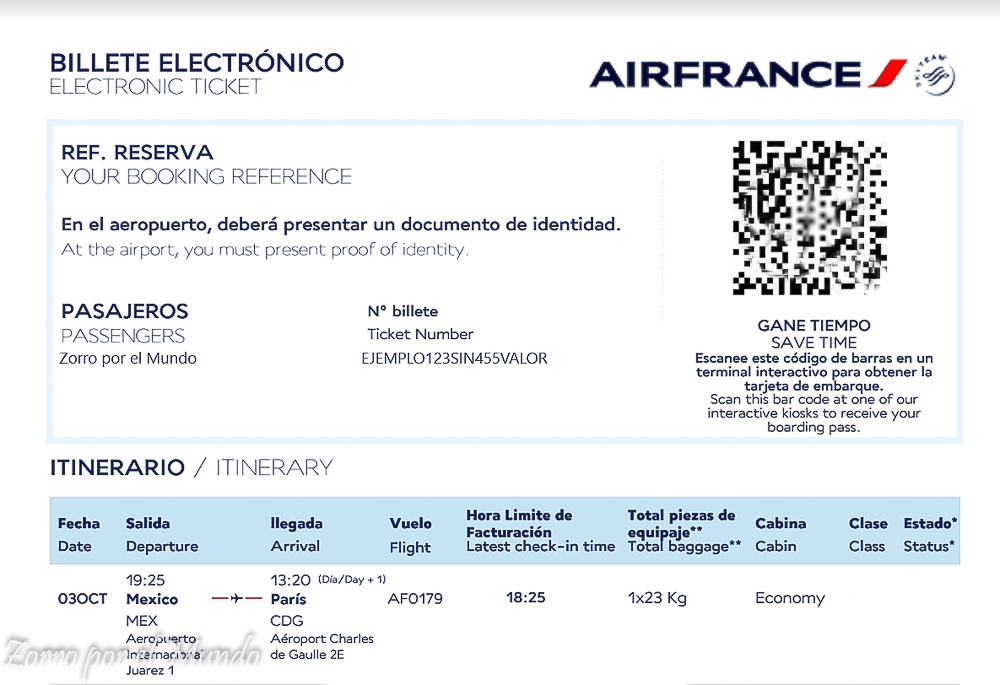 BILLETE ELECTRÓNICO
ELECTRONIC TICKET
AIRFRANCE
SKYTEAM
REF. RESERVA
YOUR BOOKING REFERENCE
En el aeropuerto, deberá presentar un documento de identidad.
At the airport, you must present proof of identity.
PASAJEROS
PASSENGERS
Zorro por el Mundo
N° billete
Ticket Number
EJEMPLO123SIN455VALOR
GANE TIEMPO
SAVE TIME
Escanee este código de barras en un
terminal interactivo para obtener la
tarjeta de embarque.
Scan this bar code at one of our
interactive kiosks to receive your
boarding pass.
ITINERARIO / ITINERARY
Fecha Salida llegada Vuelo Hora Limite de Facturación Total piezas de equipaje** Cabina Clase Estado*
Date Departure Arrival Flight Latest check-in time Total baggage** Cabin Class Status*
19:25 13:20 (Día/Day + 1)
03OCT Mexico París AF0179 18:25 1x23 Kg Economy
MEX CDG
Aeropuerto Aéroport Charles
Internacional de Gaulle 2E
Juarez 1
Zorro por el Mundo